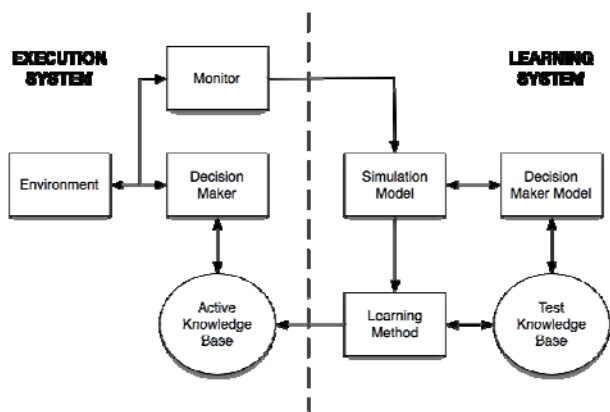 EXECUTION
SYSTEM
LEARNING
SYSTEM
Monitor
Environment
Decision
Maker
Simulation
Model
Decision
Maker Model
Active
Knowledge
Base
Learning
Method
Test
Knowledge
Base